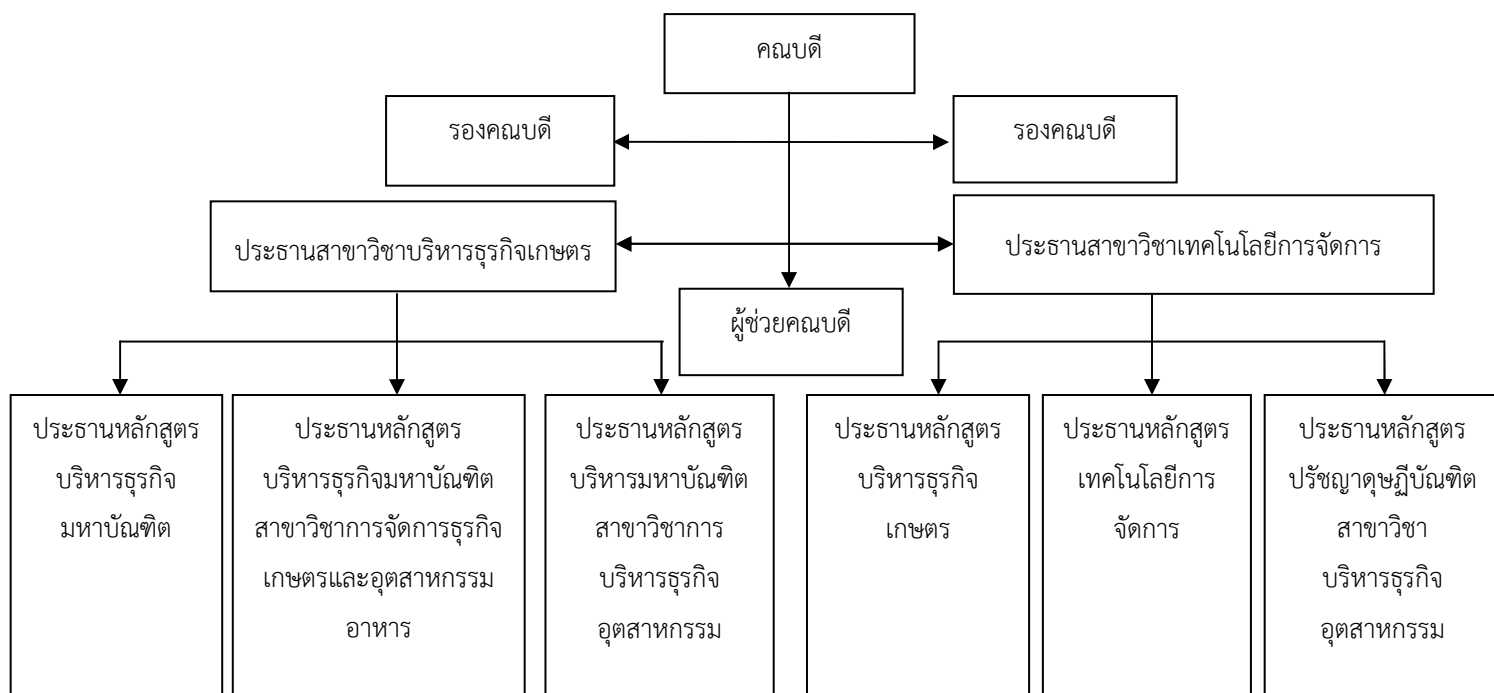 คณบดี
รองคณบดี
รองคณบดี
ประธานสาขาวิชาบริหารธุรกิจเกษตร
ประธานสาขาวิชาเทคโนโลยีการจัดการ
ผู้ช่วยคณบดี
ประธานหลักสูตร
บริหารธุรกิจ
มหาบัณฑิต
ประธานหลักสูตร
บริหารธุรกิจมหาบัณฑิต
สาขาวิชาการจัดการธุรกิจ
เกษตรและอุตสาหกรรม
อาหาร
ประธานหลักสูตร
บริหารมหาบัณฑิต
สาขาวิชาการ
บริหารธุรกิจ
อุตสาหกรรม
ประธานหลักสูตร
บริหารธุรกิจ
เกษตร
ประธานหลักสูตร
เทคโนโลยีการ
จัดการ
ประธานหลักสูตร
ปรัชญาดุษฎีบัณฑิต
สาขาวิชา
บริหารธุรกิจ
อุตสาหกรรม